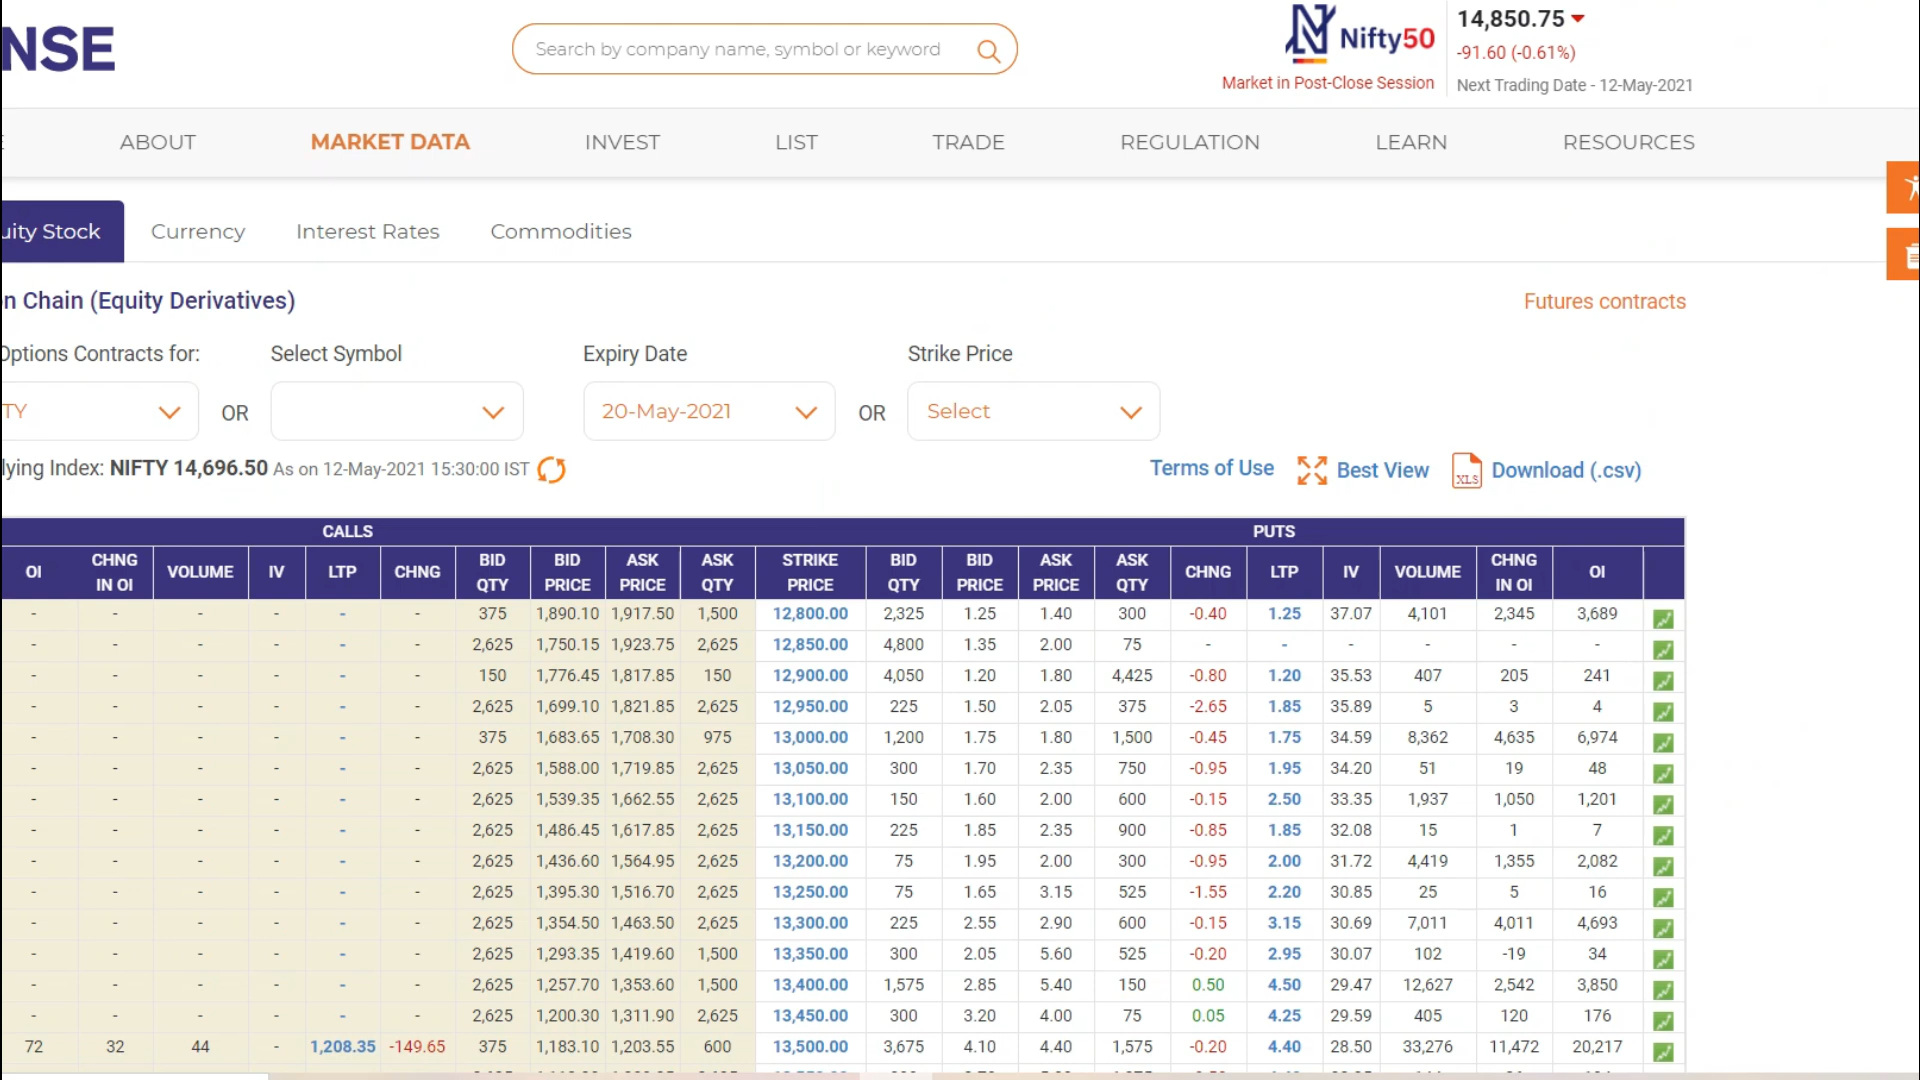 NSE
Search by company name, symbol or keyword
Nifty50
14,850.75
-91.60 (-0.61%)
Market in Post-Close Session
Next Trading Date - 12-May-2021
ABOUT MARKET DATA INVEST LIST TRADE REGULATION LEARN RESOURCES
uity Stock Currency Interest Rates Commodities
n Chain (Equity Derivatives) Futures contracts
Options Contracts for: Select Symbol Expiry Date Strike Price
TY OR 20-May-2021 OR Select
lying Index: NIFTY 14,696.50 As on 12-May-2021 15:30:00 IST Terms of Use Best View XLS Download (.csv)
CALLS PUTS
OI CHNG IN OI VOLUME IV LTP CHNG BID QTY BID PRICE ASK PRICE ASK QTY STRIKE PRICE BID QTY BID PRICE ASK PRICE ASK QTY CHNG LTP IV VOLUME CHNG IN OI OI
- - - - - - 375 1,890.10 1,917.50 1,500 12,800.00 2,325 1.25 1.40 300 -0.40 1.25 37.07 4,101 2,345 3,689
- - - - - - 2,625 1,750.15 1,923.75 2,625 12,850.00 4,800 1.35 2.00 75 - - - - - -
- - - - - - 150 1,776.45 1,817.85 150 12,900.00 4,050 1.20 1.80 4,425 -0.80 1.20 35.53 407 205 241
- - - - - - 2,625 1,699.10 1,821.85 2,625 12,950.00 225 1.50 2.05 375 -2.65 1.85 35.89 5 3 4
- - - - - - 375 1,683.65 1,708.30 975 13,000.00 1,200 1.75 1.80 1,500 -0.45 1.75 34.59 8,362 4,635 6,974
- - - - - - 2,625 1,588.00 1,719.85 2,625 13,050.00 300 1.70 2.35 750 -0.95 1.95 34.20 51 19 48
- - - - - - 2,625 1,539.35 1,662.55 2,625 13,100.00 150 1.60 2.00 600 -0.15 2.50 33.35 1,937 1,050 1,201
- - - - - - 2,625 1,486.45 1,617.85 2,625 13,150.00 225 1.85 2.35 900 -0.85 1.85 32.08 15 1 7
- - - - - - 2,625 1,436.60 1,564.95 2,625 13,200.00 75 1.95 2.00 300 -0.95 2.00 31.72 4,419 1,355 2,082
- - - - - - 2,625 1,395.30 1,516.70 2,625 13,250.00 75 1.65 3.15 525 -1.55 2.20 30.85 25 5 16
- - - - - - 2,625 1,354.50 1,463.50 2,625 13,300.00 225 2.55 2.90 600 -0.15 3.15 30.69 7,011 4,011 4,693
- - - - - - 2,625 1,293.35 1,419.60 1,500 13,350.00 300 2.05 5.60 525 -0.20 2.95 30.07 102 -19 34
- - - - - - 2,625 1,257.70 1,353.60 1,500 13,400.00 1,575 2.85 5.40 150 0.50 4.50 29.47 12,627 2,542 3,850
- - - - - - 2,625 1,200.30 1,311.90 2,625 13,450.00 300 3.20 4.00 75 0.05 4.25 29.59 405 120 176
72 32 44 - 1,208.35 -149.65 375 1,183.10 1,203.55 600 13,500.00 3,675 4.10 4.40 1,575 -0.20 4.40 28.50 33,276 11,472 20,217